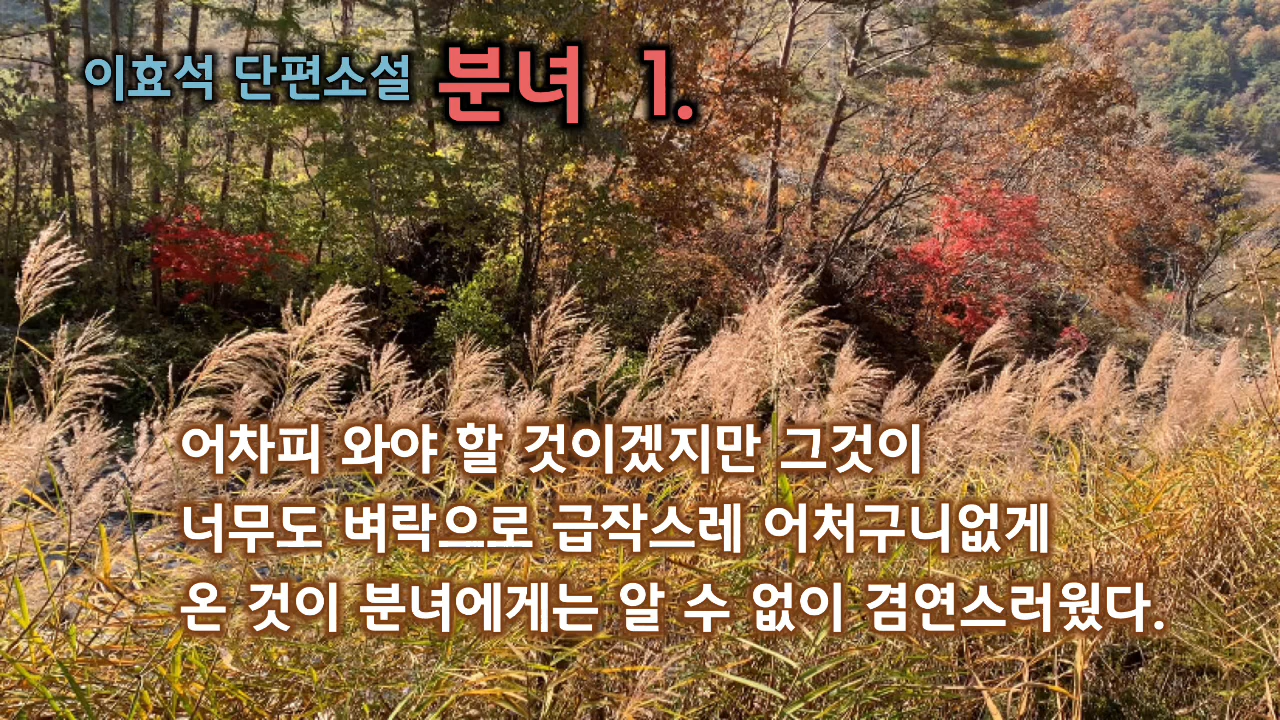 이효석 단편소설 분녀 1.
어차피 와야 할 것이겠지만 그것이
너무도 벼락으로 급작스레 어처구니없게
온 것이 분녀에게는 알 수 없이 겸연스러웠다.